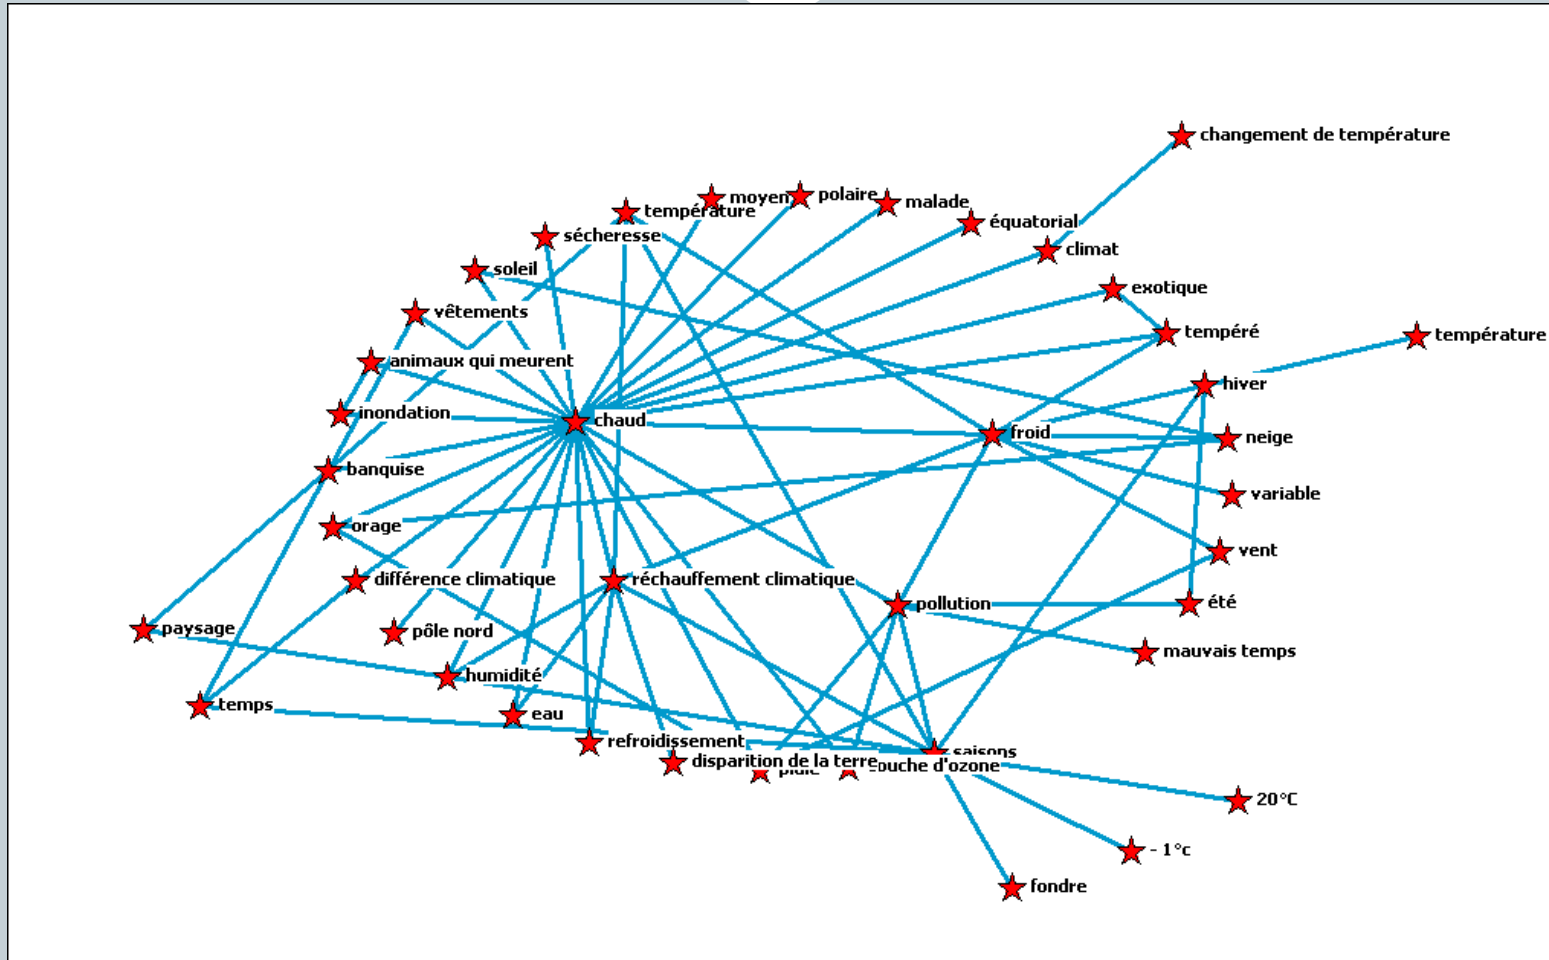 changement de température
moyen
polaire
malade
température
équatorial
sécheresse
climat
soleil
exotique
vêtements
tempéré
température
animaux qui meurent
hiver
inondation
chaud
froid
neige
banquise
variable
orage
vent
différence climatique
réchauffement climatique
pollution
été
paysage
pôle nord
mauvais temps
humidité
temps
eau
refroidissement
saisons
disparition de la terre
pluie
couche d'ozone
20°C
- 1°c
fondre